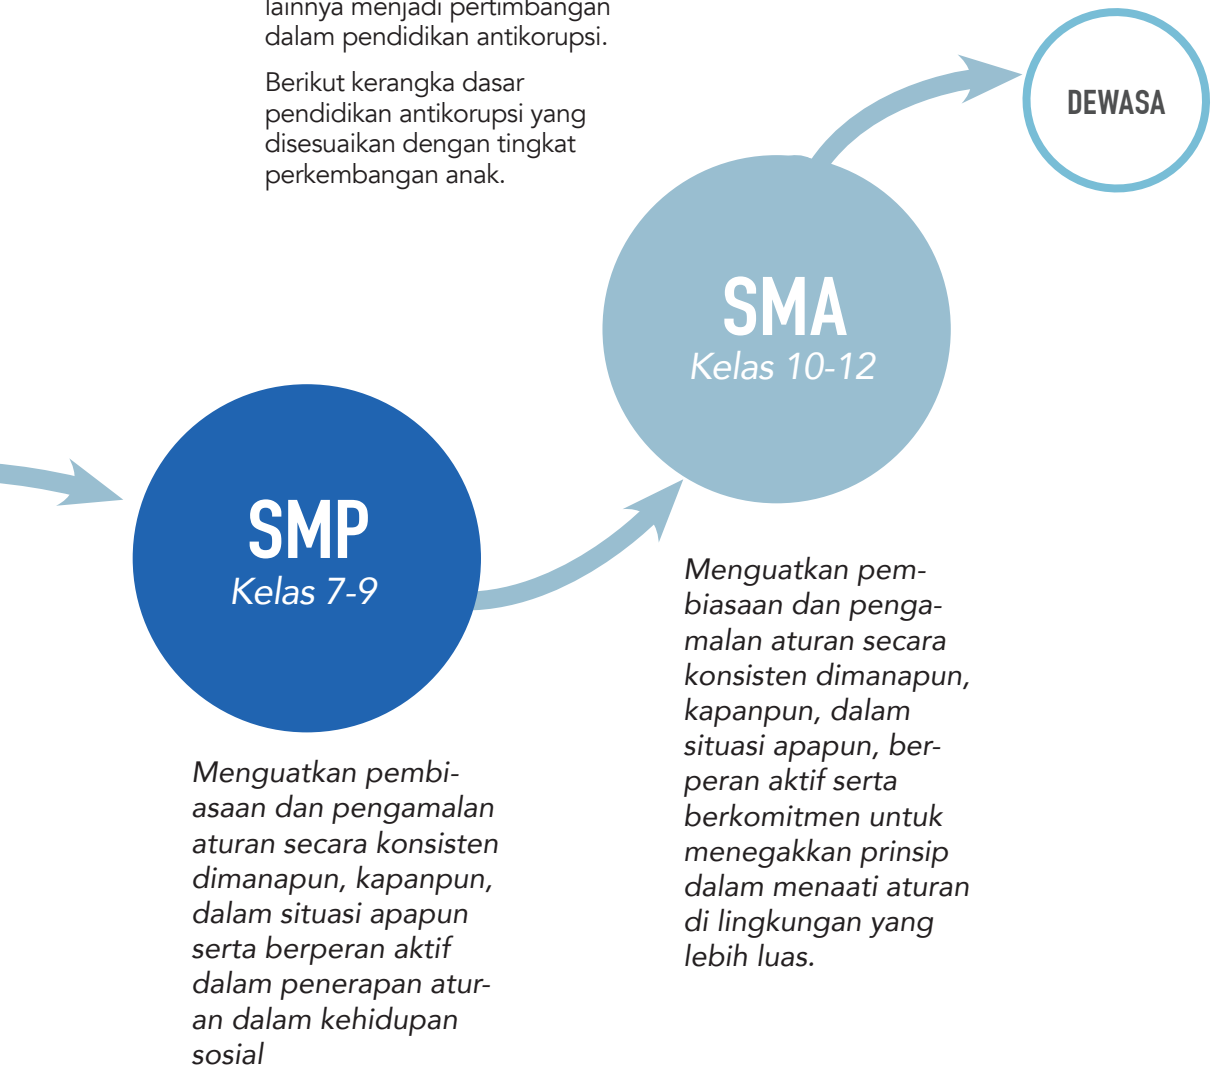 lainnya menjadi pertimbangan
dalam pendidikan antikorupsi.
Berikut kerangka dasar
pendidikan antikorupsi yang
disesuaikan dengan tingkat
perkembangan anak.
DEWASA
SMA
Kelas 10-12
SMP
Kelas 7-9
Menguatkan pem-
biasaan dan penga-
malan aturan secara
konsisten dimanapun,
kapanpun, dalam
situasi apapun, ber-
peran aktif serta
berkomitmen untuk
menegakkan prinsip
dalam menaati aturan
di lingkungan yang
lebih luas.
Menguatkan pembi-
asaan dan pengamalan
aturan secara konsisten
dimanapun, kapanpun,
dalam situasi apapun
serta berperan aktif
dalam penerapan atur-
an dalam kehidupan
sosial